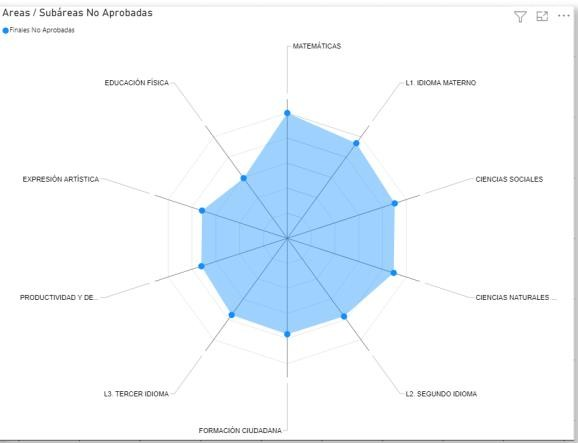 Areas / Subáreas No Aprobadas
Finales No Aprobadas
MATEMÁTICAS
EDUCACIÓN FÍSICA
L1. IDIOMA MATERNO
EXPRESIÓN ARTÍSTICA
CIENCIAS SOCIALES
PRODUCTIVIDAD Y DE...
CIENCIAS NATURALES ...
L3. TERCER IDIOMA
L2. SEGUNDO IDIOMA
FORMACIÓN CIUDADANA